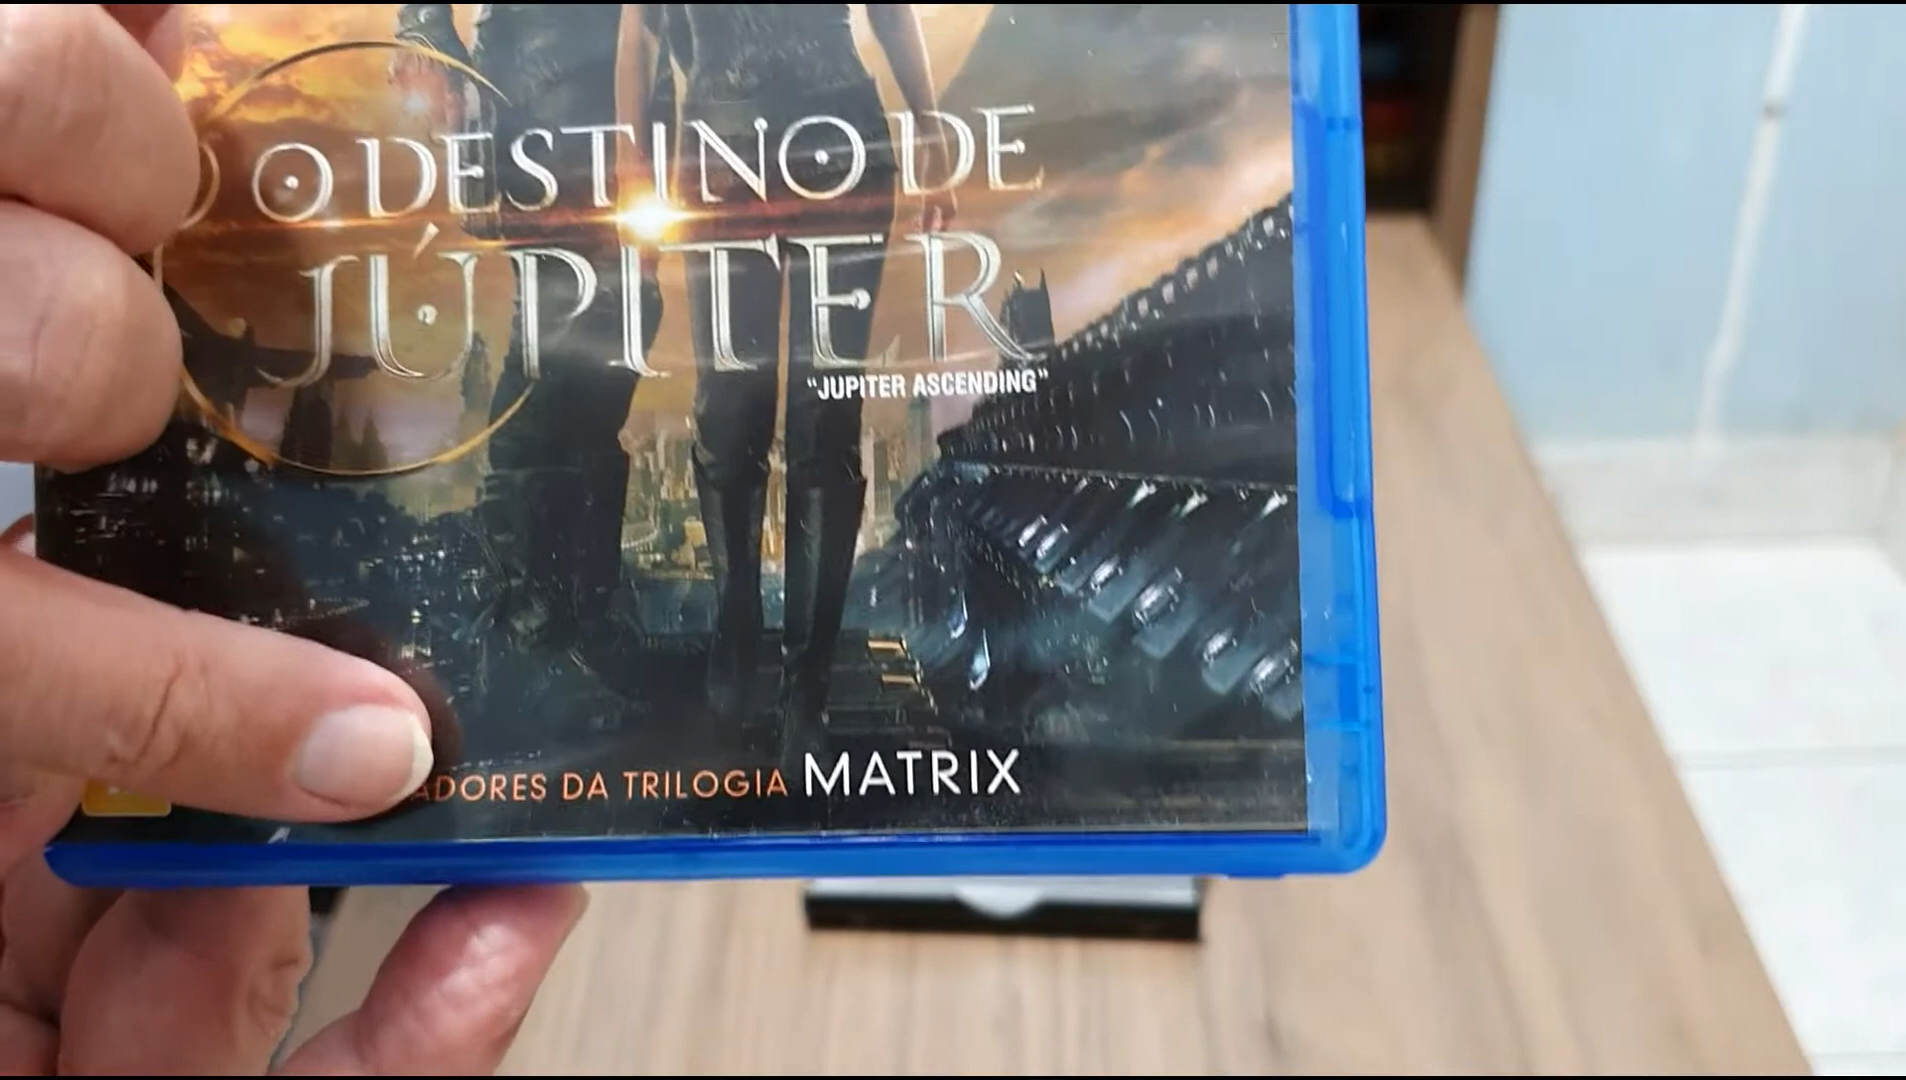 O DESTINO DE
JÚPITER
"JUPITER ASCENDING"
ADORES DA TRILOGIA MATRIX